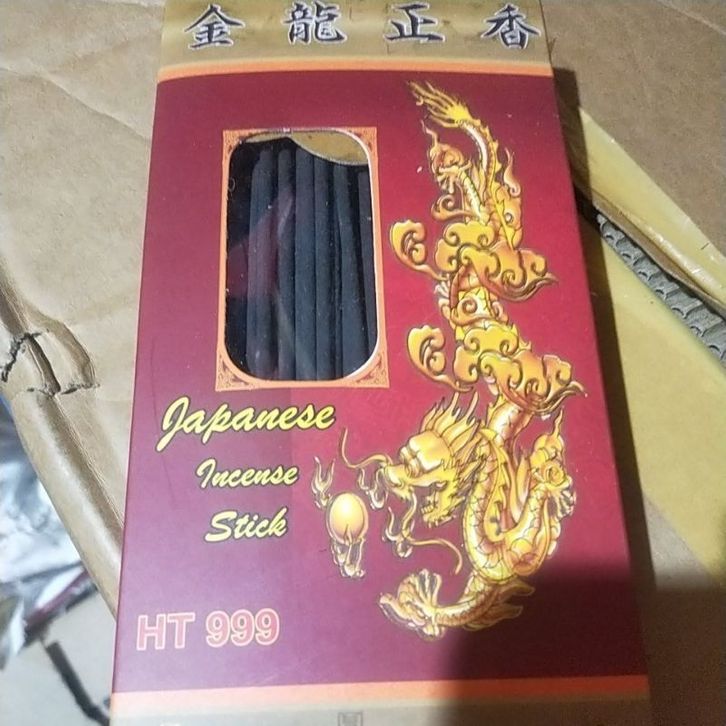 金龍正香
Japanese
Incense
Stick
HT 999